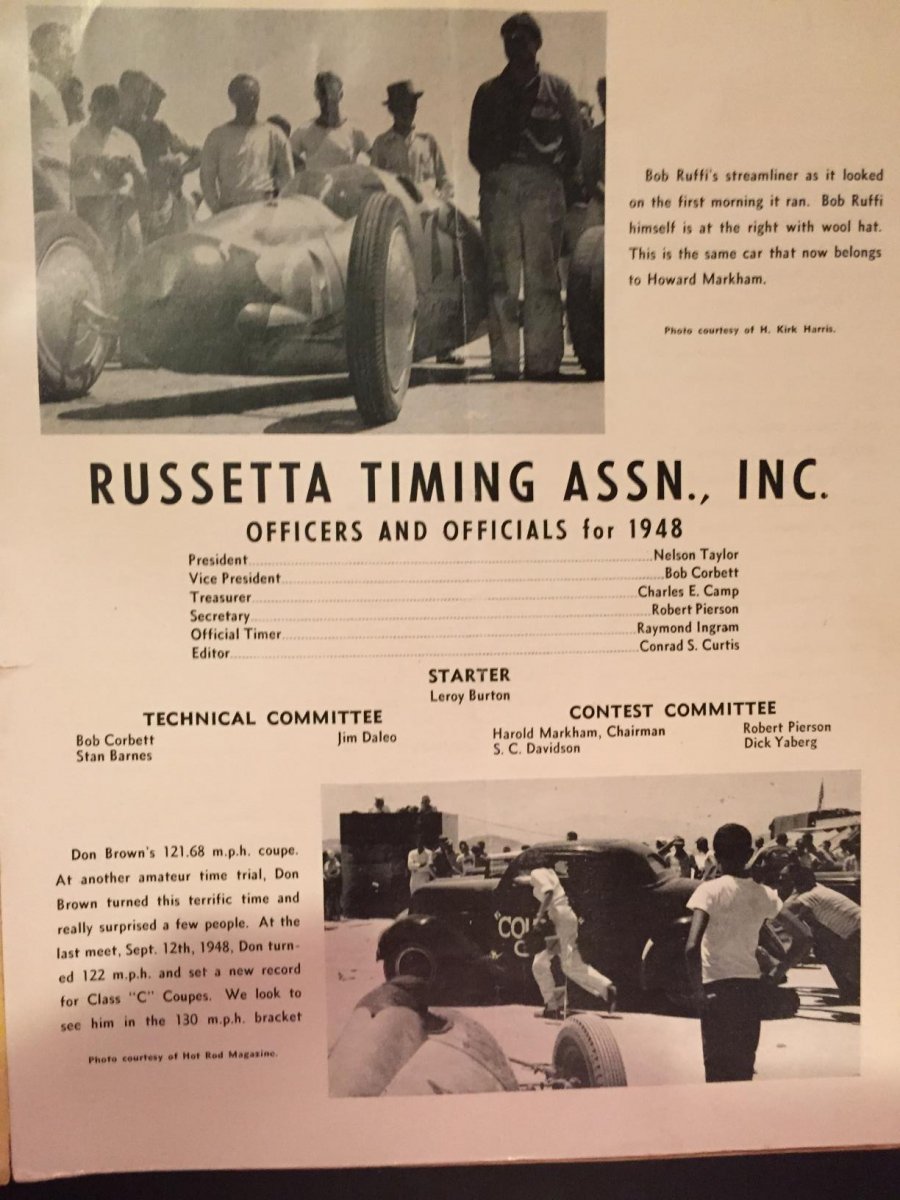 Bob Ruffi's streamliner as it looked
on the first morning it ran. Bob Ruffi
himself is at the right with wool hat.
This is the same car that now belongs
to Howard Markham.
Photo courtesy of H. Kirk Harris.
RUSSETTA TIMING ASSN., INC.
OFFICERS AND OFFICIALS for 1948
President Nelson Taylor
Vice President Bob Corbett
Treasurer Charles E. Camp
Secretary Robert Pierson
Official Timer Raymond Ingram
Editor Conrad S. Curtis
STARTER
Leroy Burton
TECHNICAL COMMITTEE
Bob Corbett Jim Daleo
Stan Barnes
CONTEST COMMITTEE
Harold Markham, Chairman Robert Pierson
S. C. Davidson Dick Yaberg
Don Brown's 121.68 m.p.h. coupe.
At another amateur time trial, Don
Brown turned this terrific time and
really surprised a few people. At the
last meet, Sept. 12th, 1948, Don turn-
ed 122 m.p.h. and set a new record
for Class "C" Coupes. We look to
see him in the 130 m.p.h. bracket
Photo courtesy of Hot Rod Magazine.